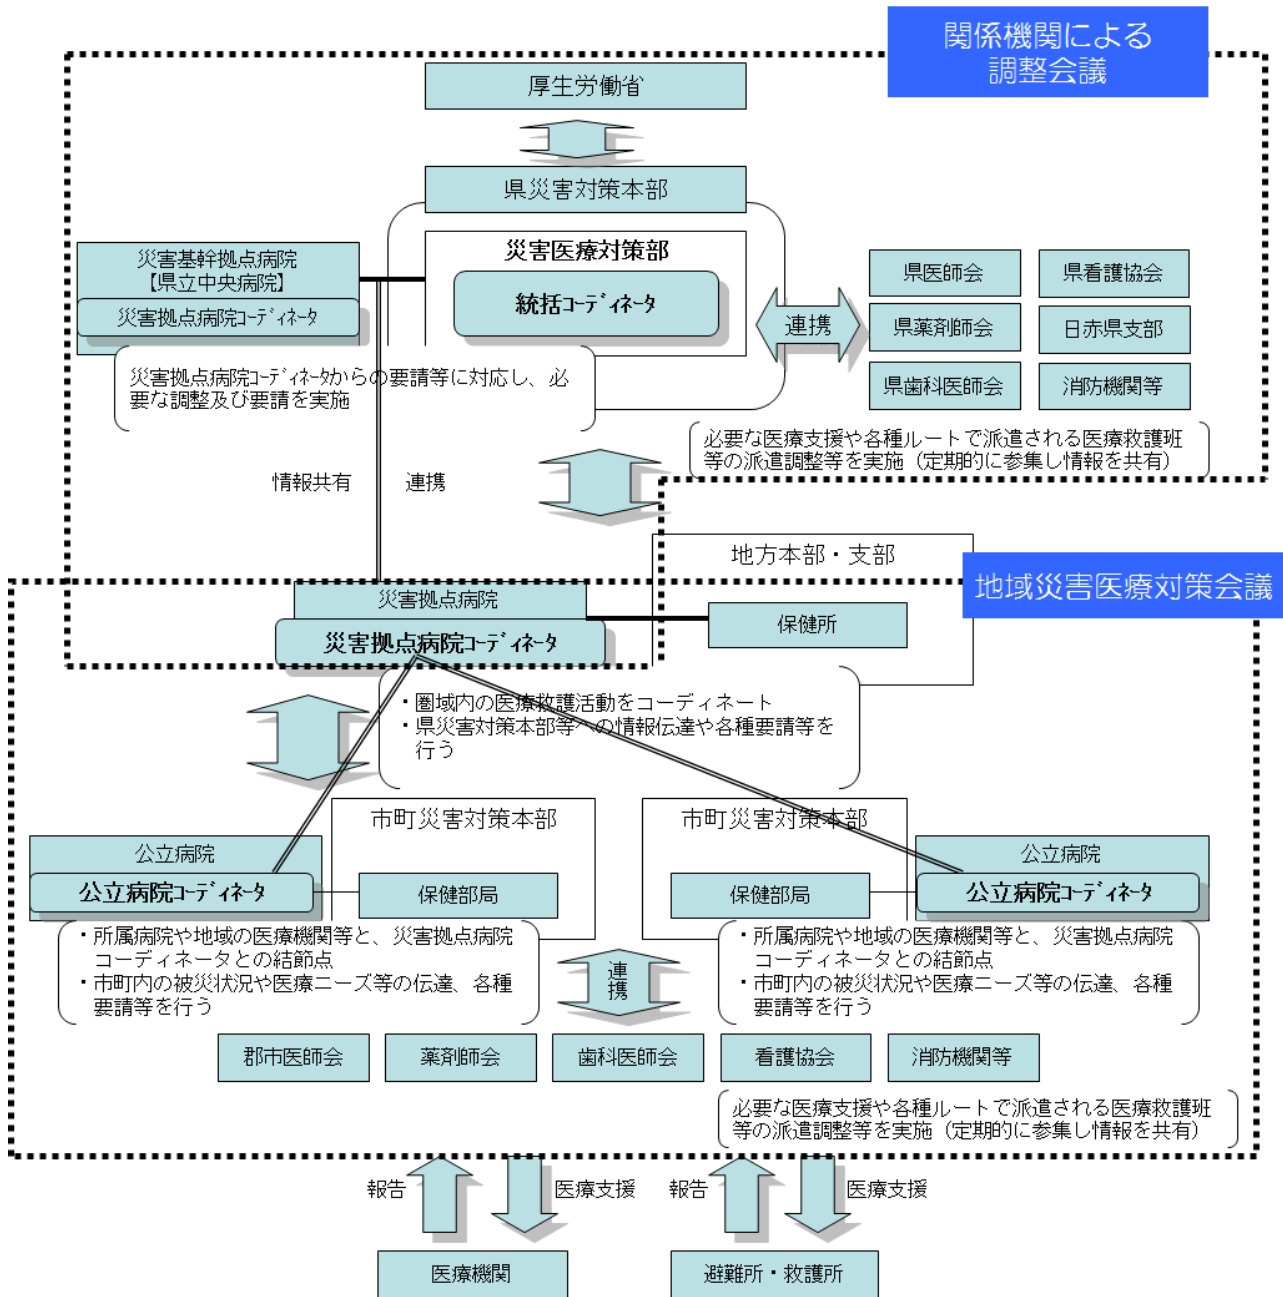 関係機関による
調整会議
厚生労働省
県災害対策本部
災害医療対策部
統括コーディネータ
災害基幹拠点病院
【県立中央病院】
災害拠点病院コーディネータ
県医師会
県看護協会
連携
県薬剤師会
日赤県支部
県歯科医師会
消防機関等
災害拠点病院コーディネータからの要請等に対応し、必
要な調整及び要請を実施
必要な医療支援や各種ルートで派遣される医療救護班
等の派遣調整等を実施（定期的に参集し情報を共有）
情報共有
連携
地方本部・支部
地域災害医療対策会議
災害拠点病院
災害拠点病院コーディネータ
保健所
・圏域内の医療救護活動をコーディネート
・県災害対策本部等への情報伝達や各種要請等を
行う
市町災害対策本部
市町災害対策本部
公立病院
公立病院コーディネータ
保健部局
保健部局
公立病院
公立病院コーディネータ
・所属病院や地域の医療機関等と、災害拠点病院
コーディネータとの結節点
・市町内の被災状況や医療ニーズ等の伝達、各種
要請等を行う
連携
・所属病院や地域の医療機関等と、災害拠点病院
コーディネータとの結節点
・市町内の被災状況や医療ニーズ等の伝達、各種
要請等を行う
郡市医師会
薬剤師会
歯科医師会
看護協会
消防機関等
必要な医療支援や各種ルートで派遣される医療救護班
等の派遣調整等を実施（定期的に参集し情報を共有）
報告
医療支援
報告
医療支援
医療機関
避難所・救護所